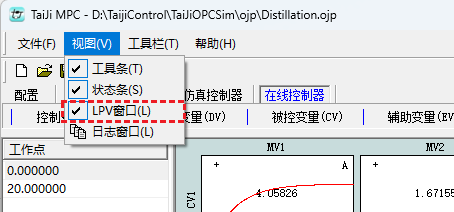 TaiJi MPC - D:\TaijiControl\TaiJiOPCSim\ojp\Distillation.ojp
文件(F) 视图(V) 工具栏(T) 帮助(H)
工具条(T)
状态条(S)
LPV窗口(L)
日志窗口(L)
配置 仿真控制器 在线控制器
控制 变量(DV) 被控变量(CV) 辅助变量(EV
工作点
0.000000
20.000000
MV1 MV2
CV1
+ A +
4.05826 1.6715